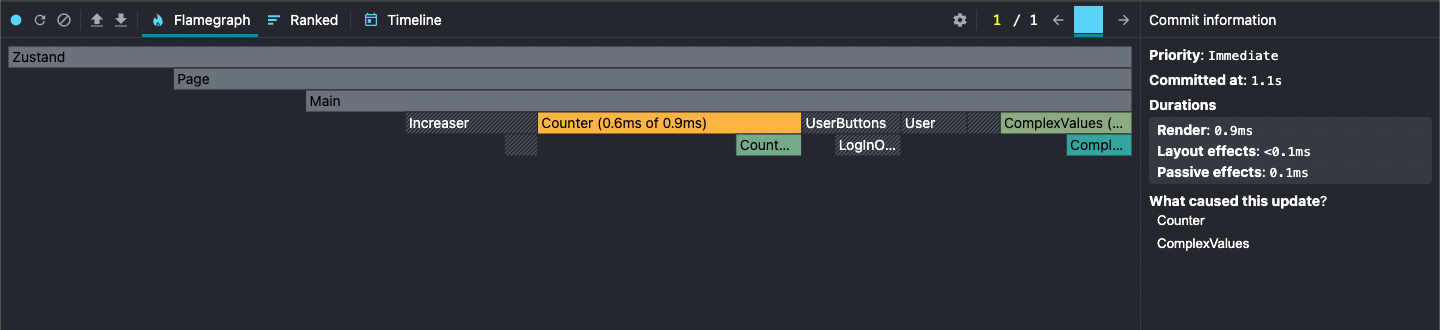 Flamegraph Ranked Timeline 1 / 1 Commit information
Zustand
Page
Main
Increaser Counter (0.6ms of 0.9ms) UserButtons User ComplexValues (...
Count... LogInO... Compl...
Priority: Immediate
Committed at: 1.1s
Durations
Render: 0.9ms
Layout effects: <0.1ms
Passive effects: 0.1ms
What caused this update?
Counter
ComplexValues